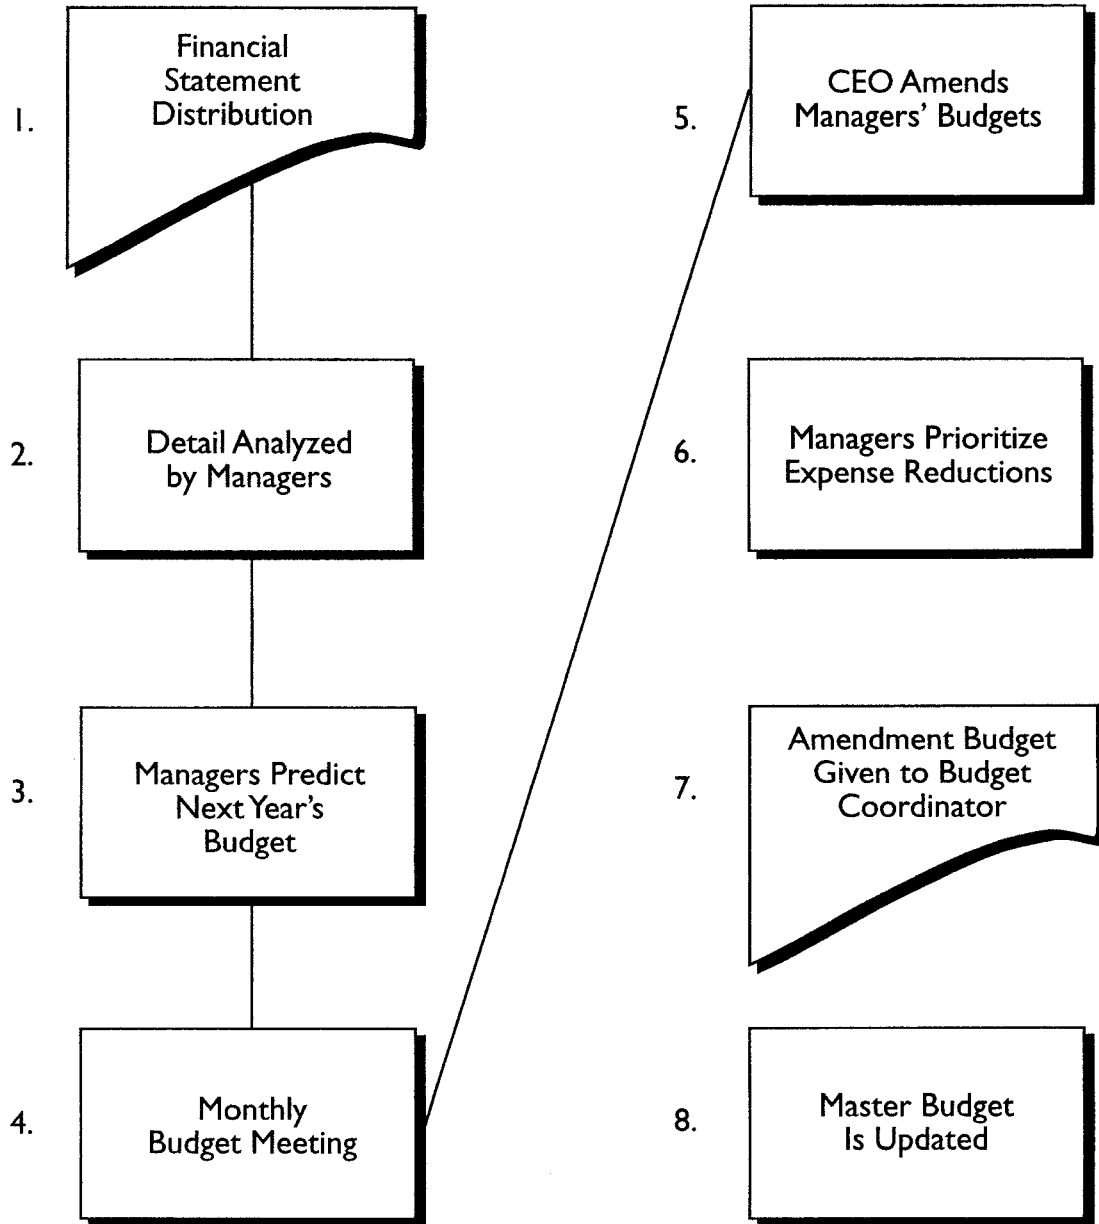 1.
Financial
Statement
Distribution
2.
Detail Analyzed
by Managers
3.
Managers Predict
Next Year's
Budget
4.
Monthly
Budget Meeting
5.
CEO Amends
Managers' Budgets
6.
Managers Prioritize
Expense Reductions
7.
Amendment Budget
Given to Budget
Coordinator
8.
Master Budget
Is Updated